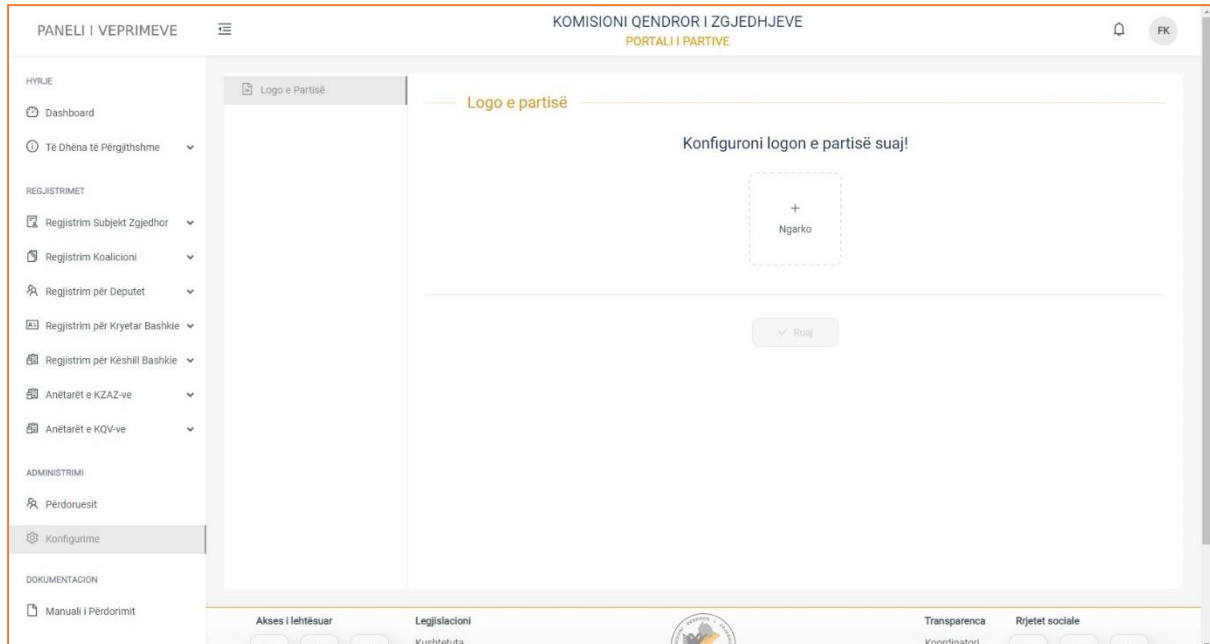 PANELI I VEPRIMEVE
KOMISIONI QENDROR I ZGJEDHJEVE
PORTALI I PARTIVE
FK
HYRJE
Dashboard
Të Dhëna të Përgjithshme
REGJISTRIMET
Regjistrim Subjekt Zgjedhor
Regjistrim Koalicioni
Regjistrim për Deputet
Regjistrim për Kryetar Bashkie
Regjistrim për Këshill Bashkie
Anëtarët e KZAZ-ve
Anëtarët e KQV-ve
ADMINISTRIMI
Përdoruesit
Konfigurime
DOKUMENTACION
Manuali i Përdorimit
Logo e Partisë
Logo e partisë
Konfiguroni logon e partisë suaj!
+
Ngarko
Ruaj
Akses i lehtësuar
Legjislacioni
Kushtetuta
Transparenca
Koordinatori
Rrjetet sociale